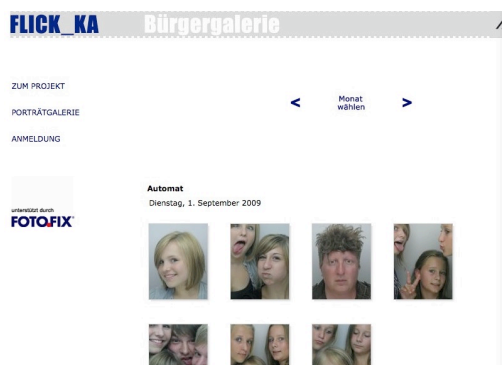 FLICK_KA Bürgergalerie
ZUM PROJEKT
PORTRÄTGALERIE
ANMELDUNG
< Monat wählen >
unterstützt durch
FOTOFIX
Automat
Dienstag, 1. September 2009